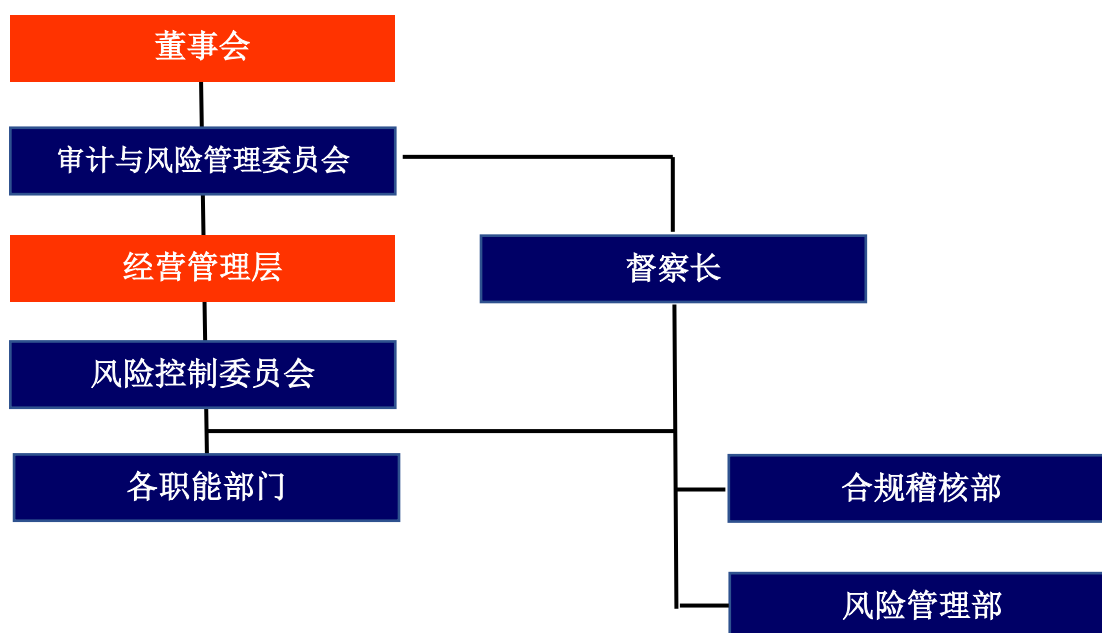 董事会
审计与风险管理委员会
经营管理层
督察长
风险控制委员会
各职能部门
合规稽核部
风险管理部